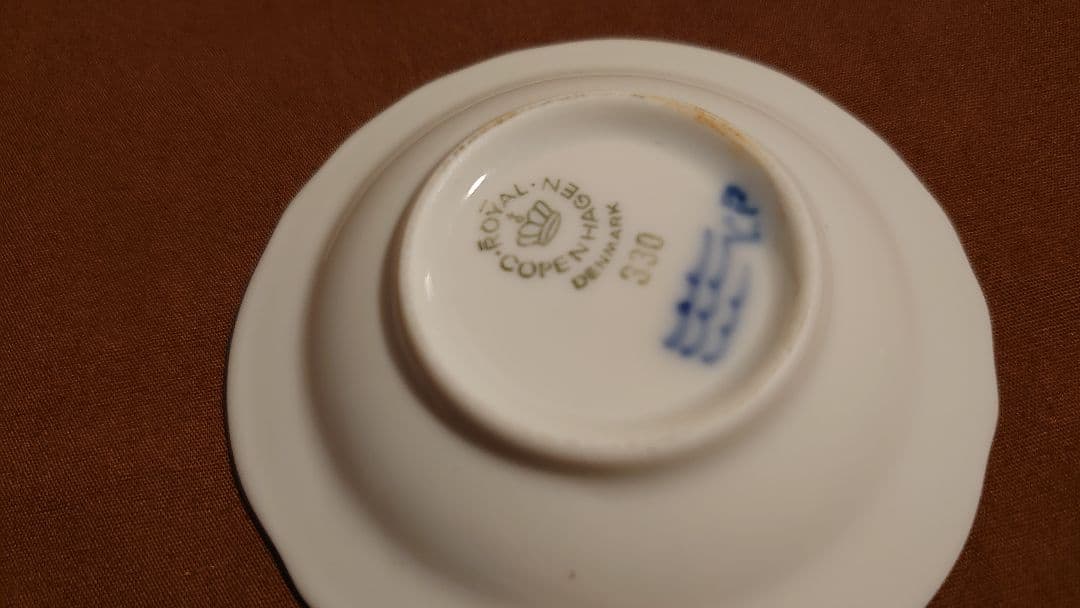 ROYAL · COPENHAGEN ·
DENMARK
330